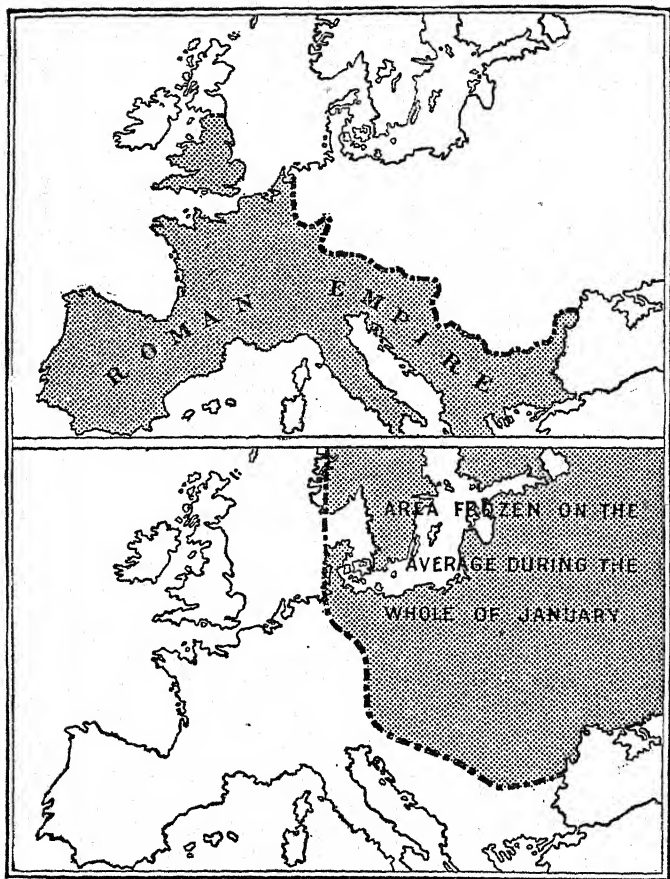 ROMAN EMPIRE
AREA FROZEN ON THE
AVERAGE DURING THE
WHOLE OF JANUARY